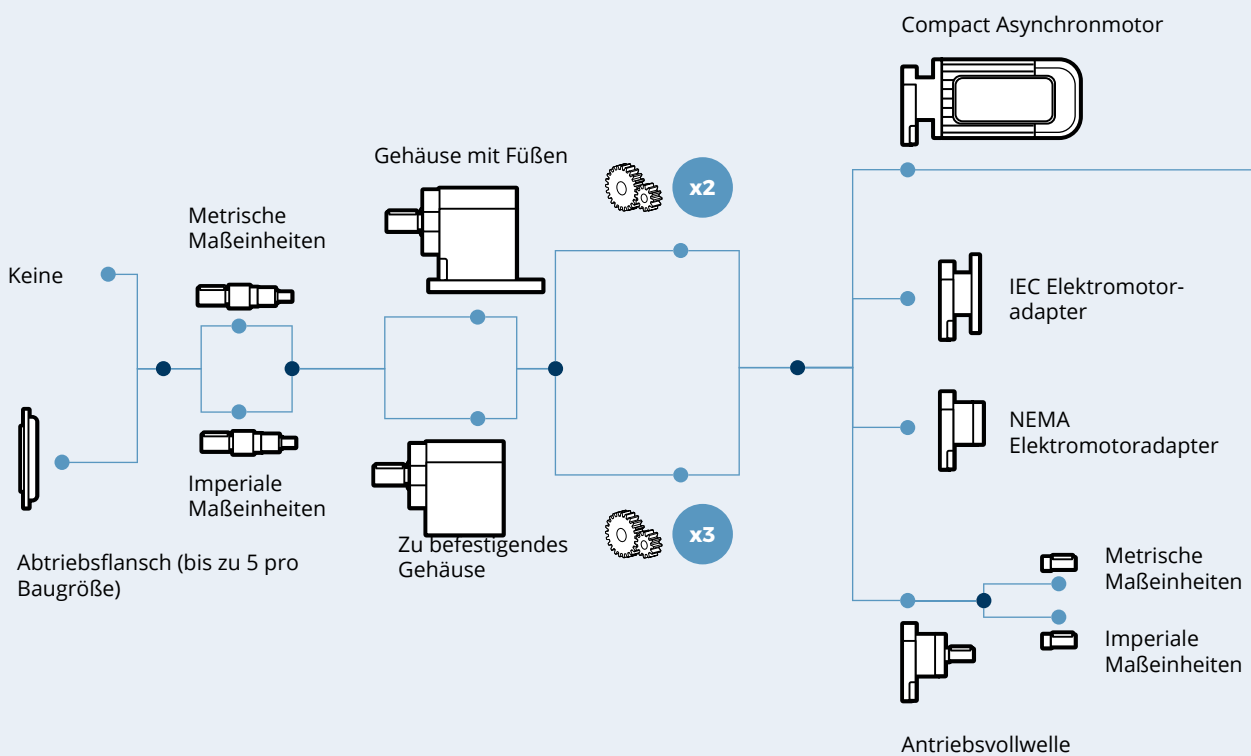 Compact Asynchronmotor
Gehäuse mit Füßen
x2
Metrische
Maßeinheiten
Keine
IEC Elektromotor-
adapter
NEMA
Elektromotoradapter
Imperiale
Maßeinheiten
x3
Zu befestigendes
Gehäuse
Abtriebsflansch (bis zu 5 pro
Baugröße)
Metrische
Maßeinheiten
Imperiale
Maßeinheiten
Antriebsvollwelle